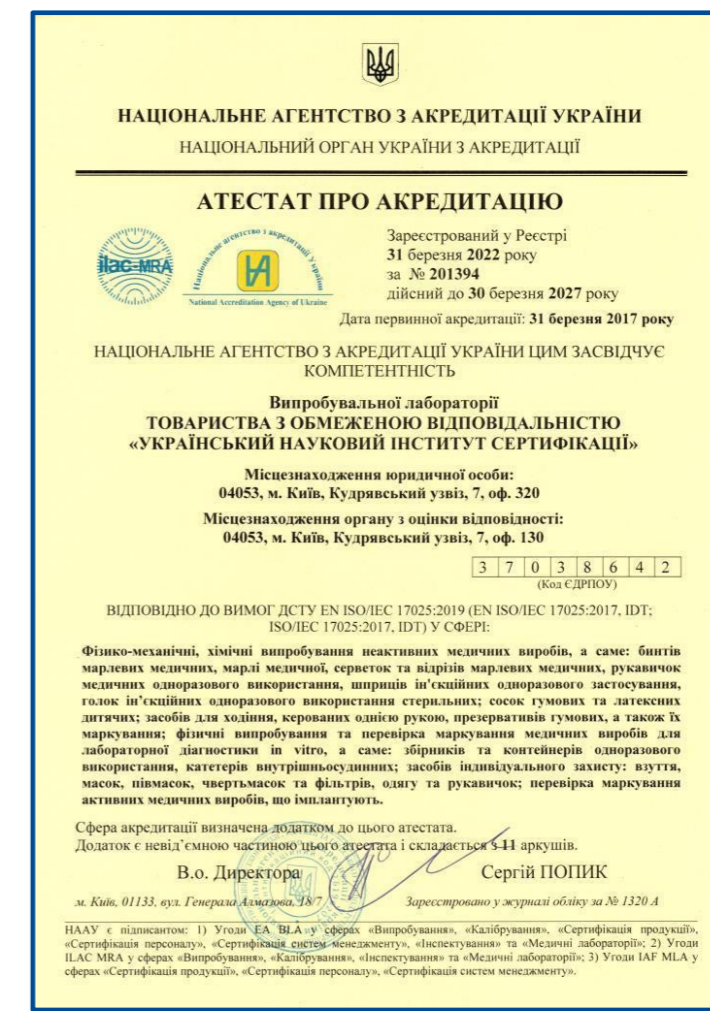 НАЦІОНАЛЬНЕ АГЕНТСТВО З АКРЕДИТАЦІЇ УКРАЇНИ
НАЦІОНАЛЬНИЙ ОРГАН УКРАЇНИ З АКРЕДИТАЦІЇ
АТЕСТАТ ПРО АКРЕДИТАЦІЮ
ilac-MRA
Національне агентство з акредитації України
National Accreditation Agency of Ukraine
Зареєстрований у Реєстрі
31 березня 2022 року
за № 201394
дійсний до 30 березня 2027 року
Дата первинної акредитації: 31 березня 2017 року
НАЦІОНАЛЬНЕ АГЕНТСТВО З АКРЕДИТАЦІЇ УКРАЇНИ ЦИМ ЗАСВІДЧУЄ
КОМПЕТЕНТНІСТЬ
Випробувальної лабораторії
ТОВАРИСТВА З ОБМЕЖЕНОЮ ВІДПОВІДАЛЬНІСТЮ
«УКРАЇНСЬКИЙ НАУКОВИЙ ІНСТИТУТ СЕРТИФІКАЦІЇ»
Місцезнаходження юридичної особи:
04053, м. Київ, Кудрявський узвіз, 7, оф. 320
Місцезнаходження органу з оцінки відповідності:
04053, м. Київ, Кудрявський узвіз, 7, оф. 130
3 7 0 3 8 6 4 2
(Код ЄДРПОУ)
ВІДПОВІДНО ДО ВИМОГ ДСТУ EN ISO/IEC 17025:2019 (EN ISO/IEC 17025:2017, IDT;
ISO/IEC 17025:2017, IDT) У СФЕРІ:
Фізико-механічні, хімічні випробування неактивних медичних виробів, а саме: бинтів
марлевих медичних, марлі медичної, серветок та відрізів марлевих медичних, рукавичок
медичних одноразового використання, шприців ін'єкційних одноразового застосування,
голок ін'єкційних одноразового використання стерильних; сосок гумових та латексних
дитячих; засобів для ходіння, керованих однією рукою, презервативів гумових, а також їх
маркування; фізичні випробування та перевірка маркування медичних виробів для
лабораторної діагностики in vitro, а саме: збірників та контейнерів одноразового
використання, катетерів внутрішньосудинних; засобів індивідуального захисту: взуття,
масок, півмасок, чвертьмасок та фільтрів, одягу та рукавичок; перевірка маркування
активних медичних виробів, що імплантують.
Сфера акредитації визначена додатком до цього атестата.
Додаток є невід'ємною частиною цього атестата і складається з 11 аркушів.
В.о. Директора Сергій ПОПИК
м. Київ, 01133, вул. Генерала Алмазова, 18/7 Зареєстровано у журналі обліку за № 1320 А
НААУ є підписантом: 1) Угоди EA BLA у сферах «Випробування», «Калібрування», «Сертифікація продукції»,
«Сертифікація персоналу», «Сертифікація систем менеджменту», «Інспектування» та «Медичні лабораторії»; 2) Угоди
ILAC MRA у сферах «Випробування», «Калібрування», «Інспектування» та «Медичні лабораторії»; 3) Угоди IAF MLA у
сферах «Сертифікація продукції», «Сертифікація персоналу», «Сертифікація систем менеджменту».